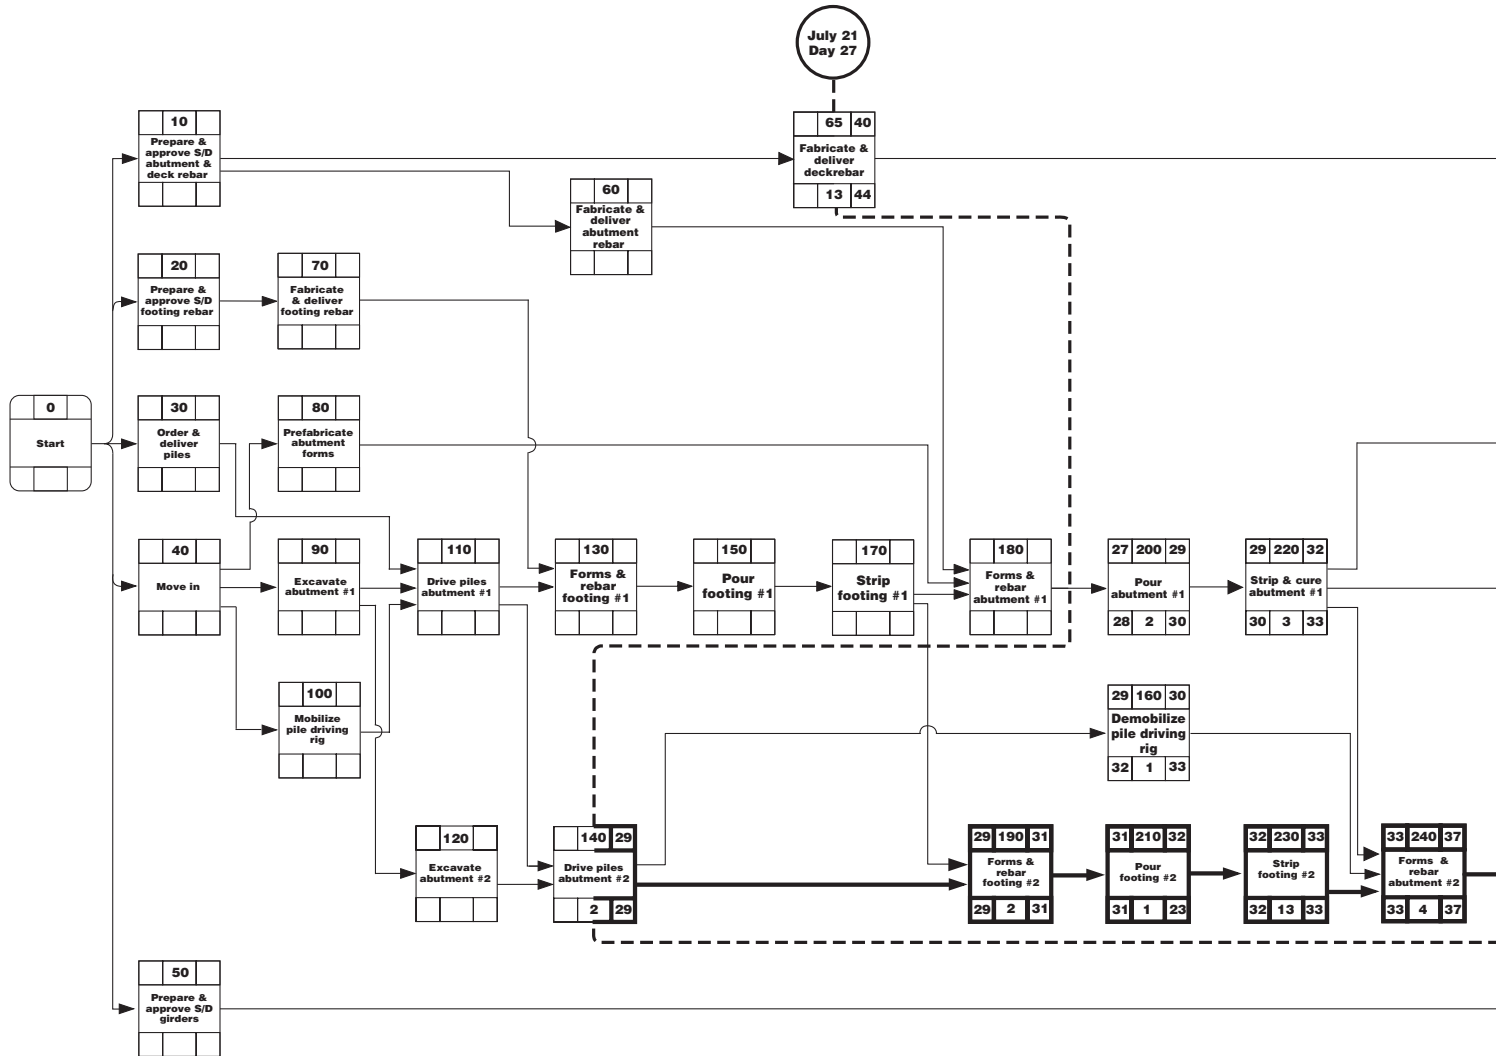 July 21
Day 27
10
Prepare &
approve S/D
abutment &
deck rebar
65 40
Fabricate &
deliver
deckrebar
13 44
60
Fabricate &
deliver
abutment
rebar
20
Prepare &
approve S/D
footing rebar
70
Fabricate
& deliver
footing rebar
0
Start
30
Order &
deliver
piles
80
Prefabricate
abutment
forms
40
Move in
90
Excavate
abutment #1
110
Drive piles
abutment #1
130
Forms &
rebar
footing #1
150
Pour
footing #1
170
Strip
footing #1
180
Forms &
rebar
abutment #1
27 200 29
Pour
abutment #1
28 2 30
29 220 32
Strip & cure
abutment #1
30 3 33
100
Mobilize
pile driving
rig
29 160 30
Demobilize
pile driving
rig
32 1 33
120
Excavate
abutment #2
140 29
Drive piles
abutment #2
2 29
29 190 31
Forms &
rebar
footing #2
29 2 31
31 210 32
Pour
footing #2
31 1 23
32 230 33
Strip
footing #2
32 13 33
33 240 37
Forms &
rebar
abutment #2
33 4 37
50
Prepare &
approve S/D
girders